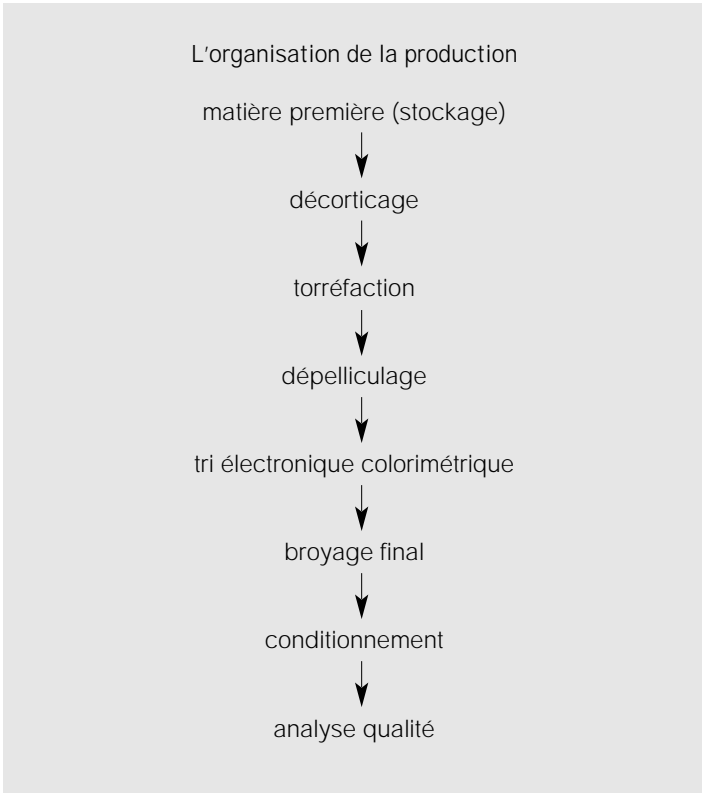 L'organisation de la production
matière première (stockage)
décorticage
torréfaction
dépelliculage
tri électronique colorimétrique
broyage final
conditionnement
analyse qualité